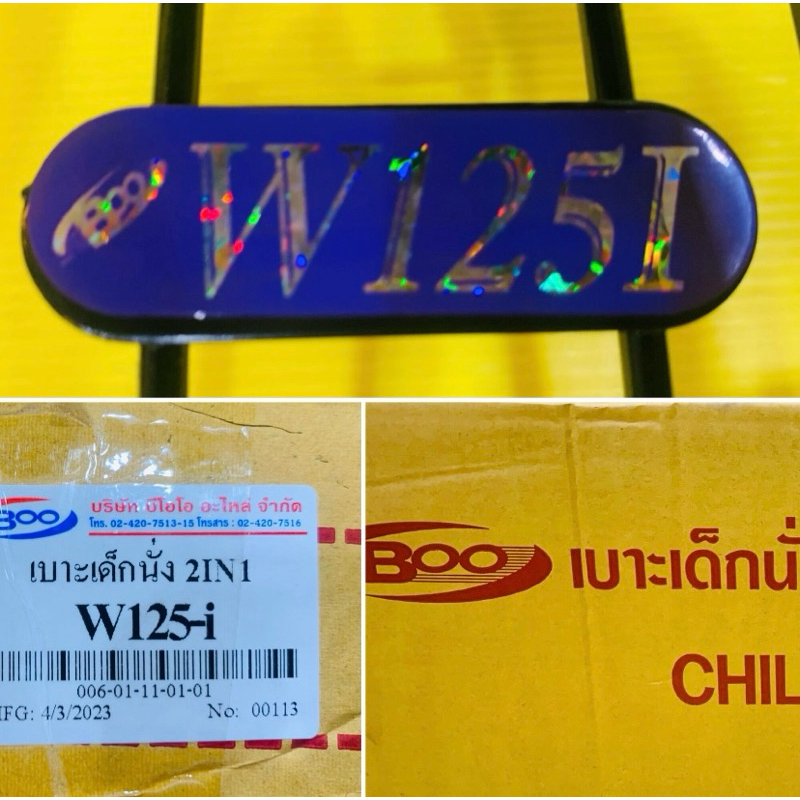 BOO W125I
BOO
บริษัท บีโอโอ อะไหล่ จำกัด
โทร. 02-420-7513-15 โทรสาร : 02-420-7516
เบาะเด็กนั่ง 2IN1
W125-i
006-01-11-01-01
MFG: 4/3/2023 No: 00113
BOO เบาะเด็กนั่
CHIL